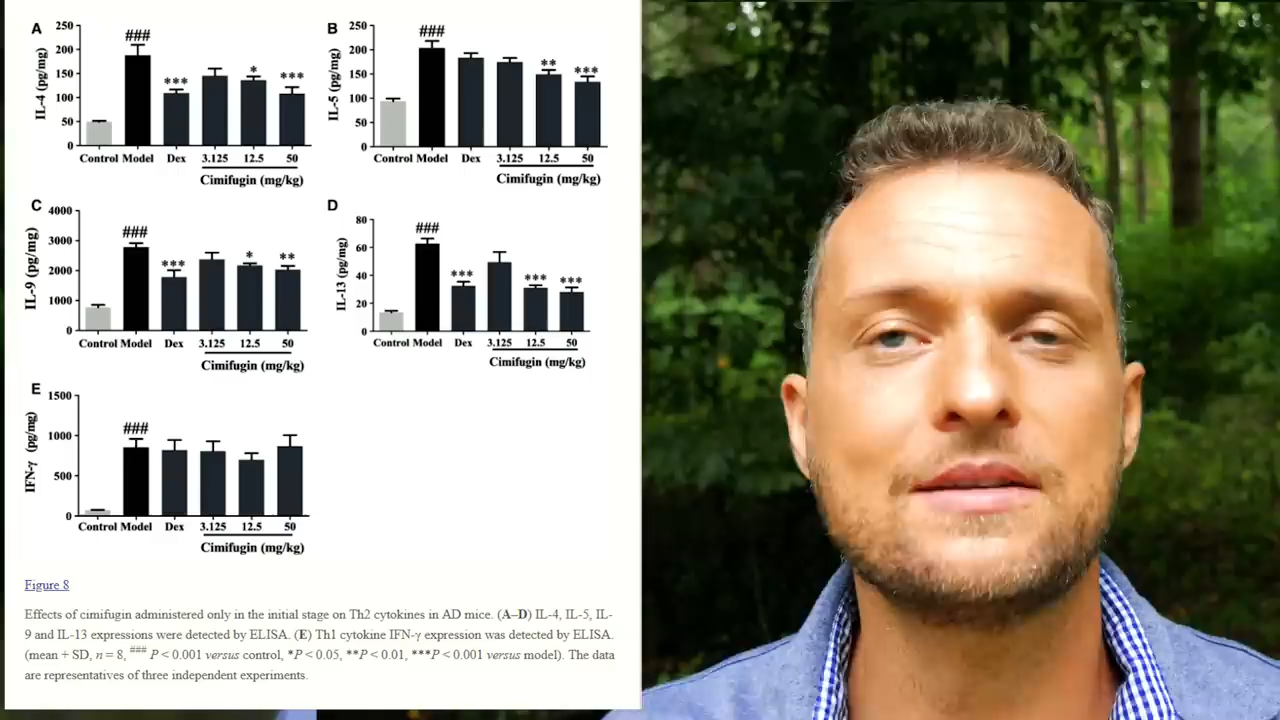 A
IL-4 (pg/mg)
250
200
150
100
50
0
###
***
*
***
Control Model Dex 3.125 12.5 50
Cimifugin (mg/kg)
B
IL-5 (pg/mg)
250
200
150
100
50
0
###
**
***
Control Model Dex 3.125 12.5 50
Cimifugin (mg/kg)
C
IL-9 (pg/mg)
4000
3000
2000
1000
0
###
***
*
**
Control Model Dex 3.125 12.5 50
Cimifugin (mg/kg)
D
IL-13 (pg/mg)
80
60
40
20
0
###
***
***
***
Control Model Dex 3.125 12.5 50
Cimifugin (mg/kg)
E
IFN-γ (pg/mg)
1500
1000
500
0
###
Control Model Dex 3.125 12.5 50
Cimifugin (mg/kg)
Figure 8
Effects of cimifugin administered only in the initial stage on Th2 cytokines in AD mice. (A–D) IL-4, IL-5, IL-
9 and IL-13 expressions were detected by ELISA. (E) Th1 cytokine IFN-γ expression was detected by ELISA.
(mean + SD, n = 8, ### P < 0.001 versus control, *P < 0.05, **P < 0.01, ***P < 0.001 versus model). The data
are representatives of three independent experiments.